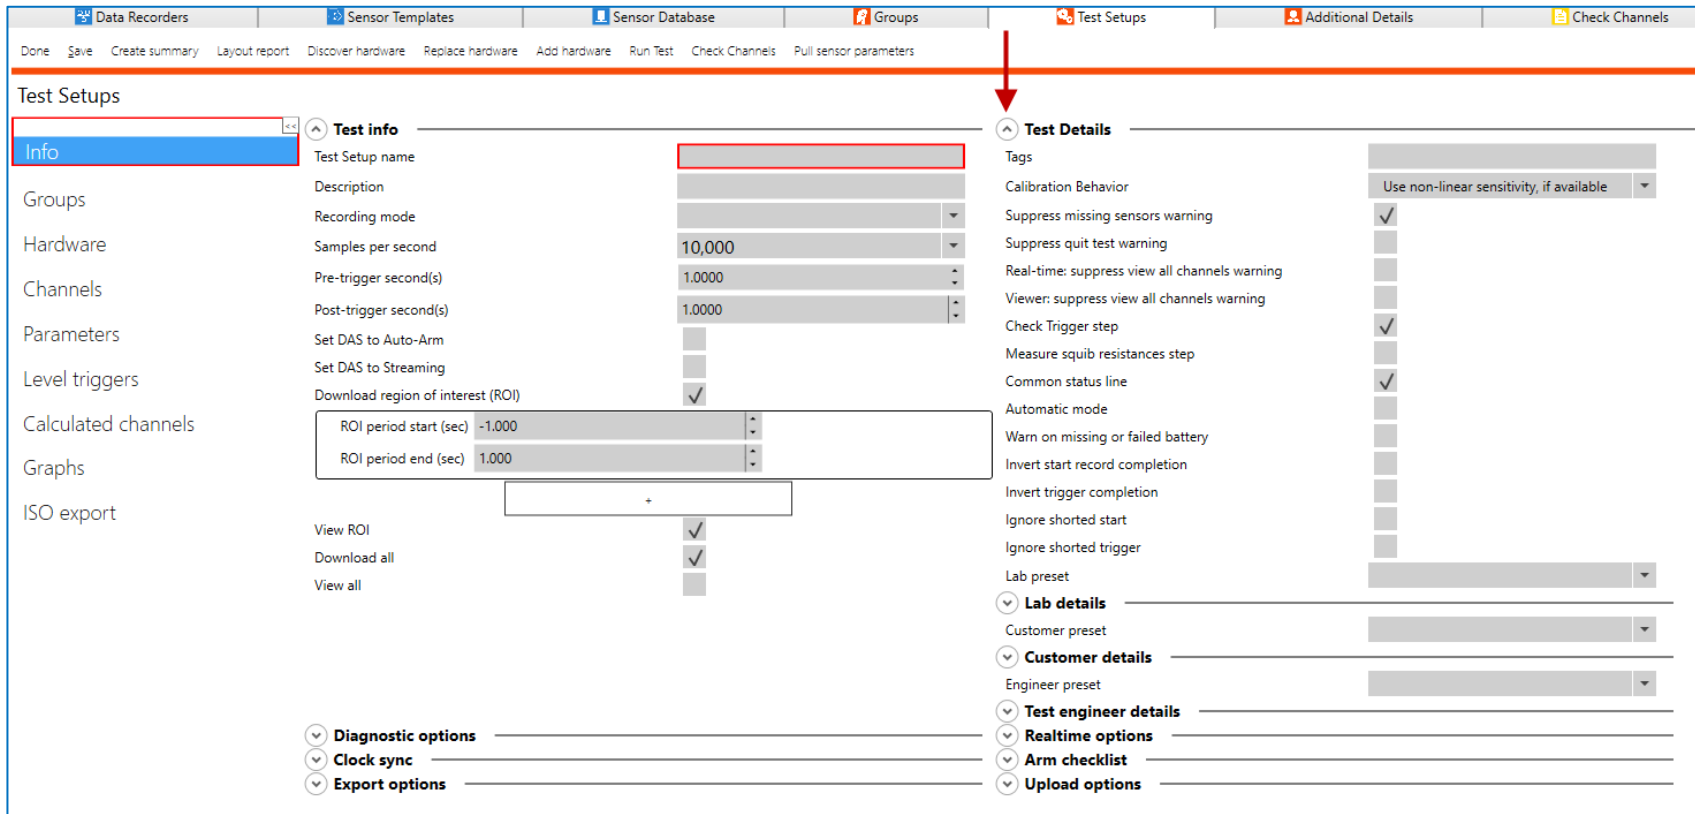 Data Recorders
Sensor Templates
Sensor Database
Groups
Test Setups
Additional Details
Check Channels
Done Save Create summary Layout report Discover hardware Replace hardware Add hardware Run Test Check Channels Pull sensor parameters
Test Setups
<<
Info
Groups
Hardware
Channels
Parameters
Level triggers
Calculated channels
Graphs
ISO export
Test info
Test Setup name
Description
Recording mode
Samples per second 10,000
Pre-trigger second(s) 1.0000
Post-trigger second(s) 1.0000
Set DAS to Auto-Arm
Set DAS to Streaming
Download region of interest (ROI)
ROI period start (sec) -1.000
ROI period end (sec) 1.000
+
View ROI
Download all
View all
Diagnostic options
Clock sync
Export options
Test Details
Tags
Calibration Behavior Use non-linear sensitivity, if available
Suppress missing sensors warning
Suppress quit test warning
Real-time: suppress view all channels warning
Viewer: suppress view all channels warning
Check Trigger step
Measure squib resistances step
Common status line
Automatic mode
Warn on missing or failed battery
Invert start record completion
Invert trigger completion
Ignore shorted start
Ignore shorted trigger
Lab preset
Lab details
Customer preset
Customer details
Engineer preset
Test engineer details
Realtime options
Arm checklist
Upload options